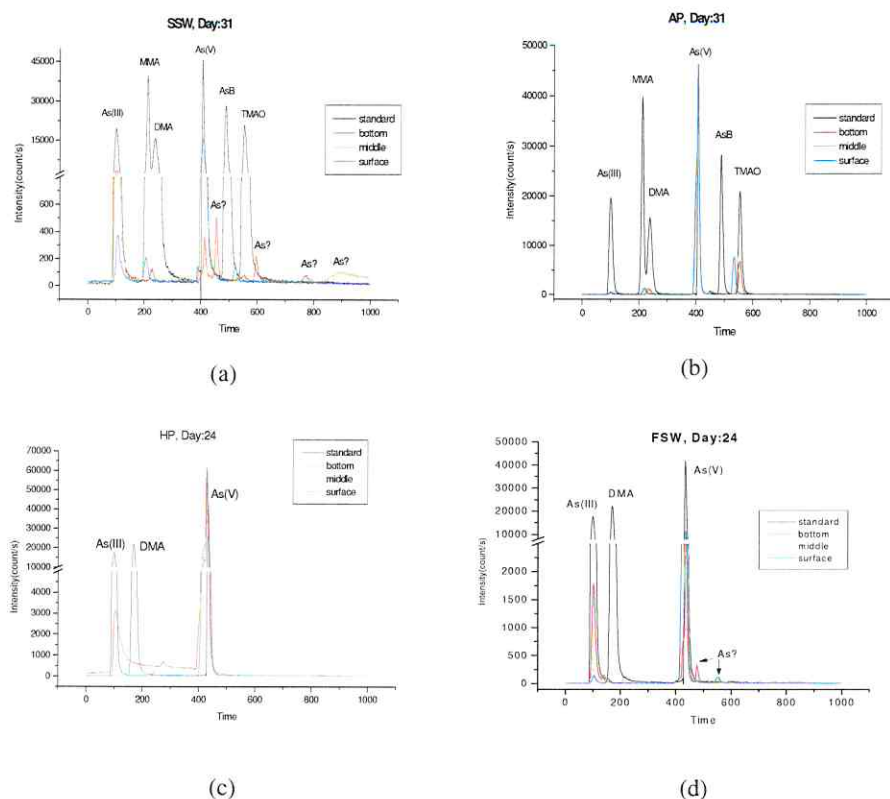 SSW, Day:31
45000
30000
15000
600
400
200
0
Intensity(count/s)
As(III)
MMA
DMA
As(V)
AsB
TMAO
As?
As?
As?
As?
standard
bottom
middle
surface
0 200 400 600 800 1000
Time
(a)
AP, Day:31
50000
40000
30000
20000
10000
0
Intensity(count/s)
As(III)
MMA
DMA
As(V)
AsB
TMAO
standard
bottom
middle
surface
0 200 400 600 800 1000
Time
(b)
HP, Day:24
70000
60000
50000
40000
30000
20000
10000
4000
3000
2000
1000
0
Intensity(count/s)
As(III)
DMA
As(V)
standard
bottom
middle
surface
0 200 400 600 800 1000
Time
(c)
FSW, Day:24
50000
40000
30000
20000
10000
2000
1500
1000
500
0
Intensity(count/s)
As(III)
DMA
As(V)
As?
standard
bottom
middle
surface
0 200 400 600 800 1000
Time
(d)